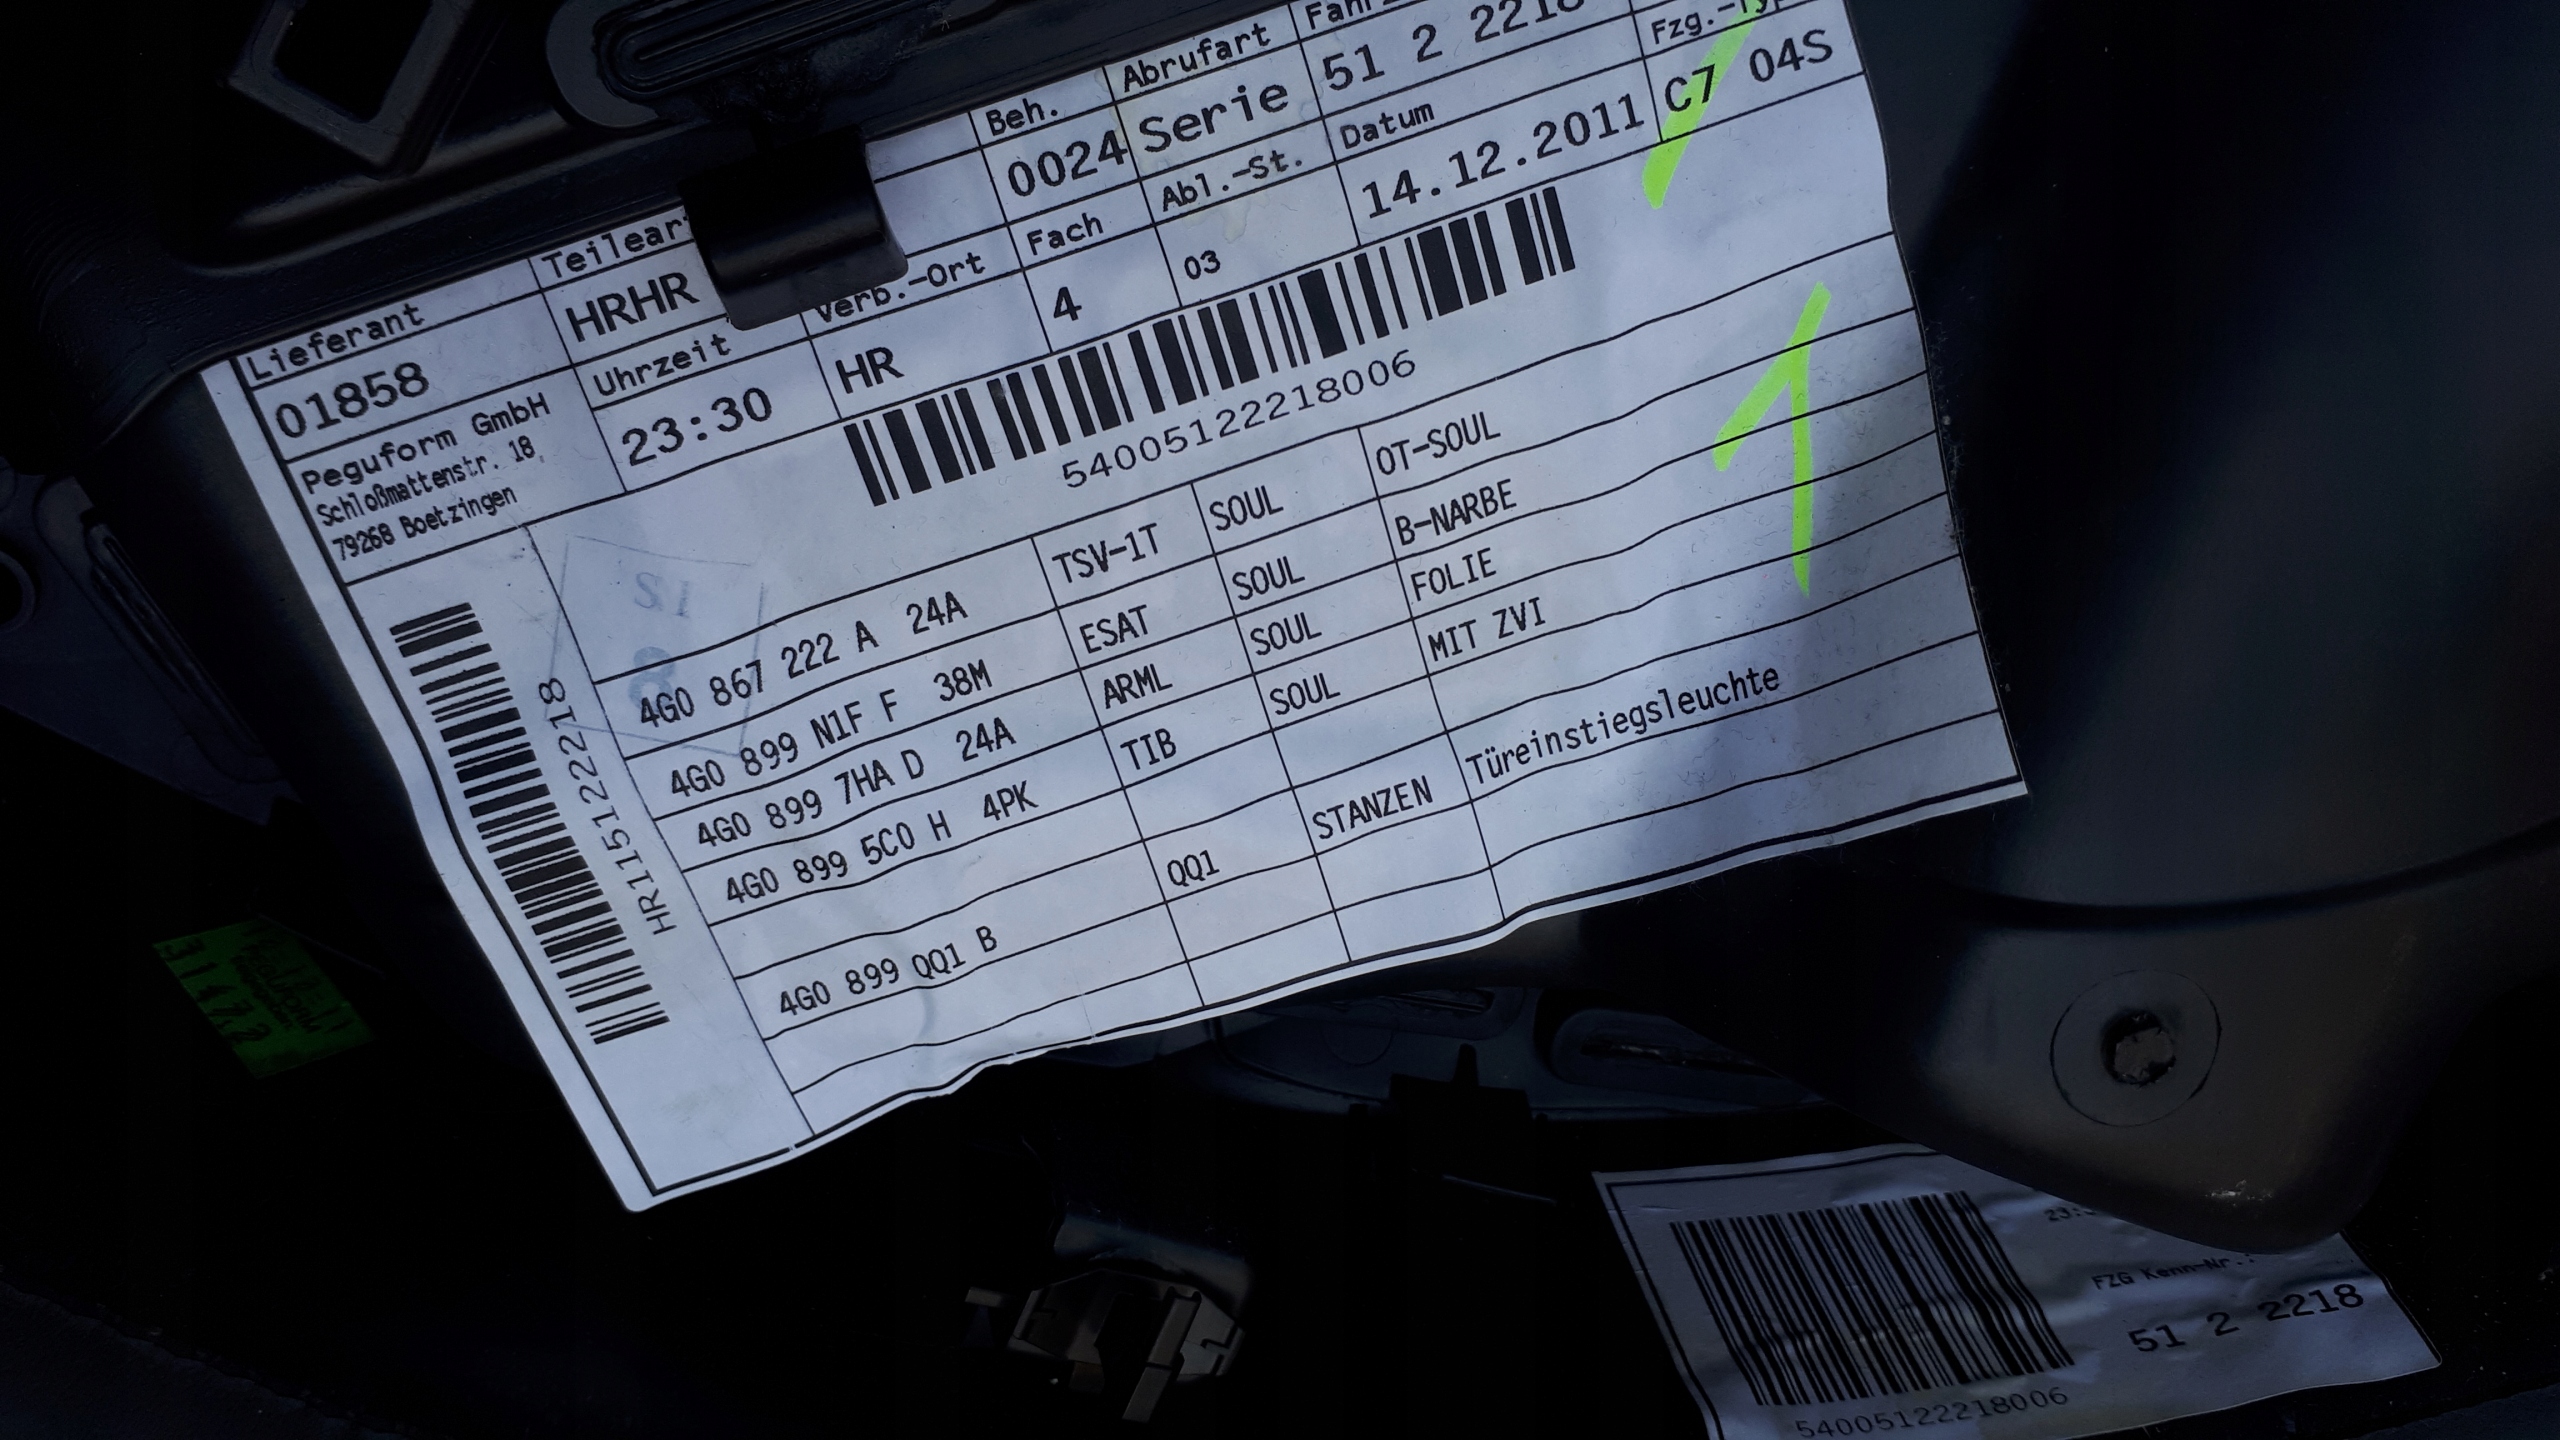 Beh. Abrufart
0024 Serie 51 2 2218 Fzg.-Typ
Lieferant Teileart Fach Abl.-St. Datum C7 04S
01858 HRHR Verb.-Ort 4 03 14.12.2011
Peguform GmbH Uhrzeit HR
Schloßmattenstr. 18,
79268 Boetzingen 23:30
54005122218006
HR115122218
4G0 867 222 A 24A TSV-1T SOUL OT-SOUL
4G0 899 N1F F 38M ESAT SOUL B-NARBE
4G0 899 7HA D 24A ARML SOUL FOLIE
4G0 899 5C0 H 4PK TIB SOUL MIT ZVI
4G0 899 QQ1 B QQ1 STANZEN Türeinstiegsleuchte
1
FZG Kenn-Nr.:
51 2 2218
54005122218006